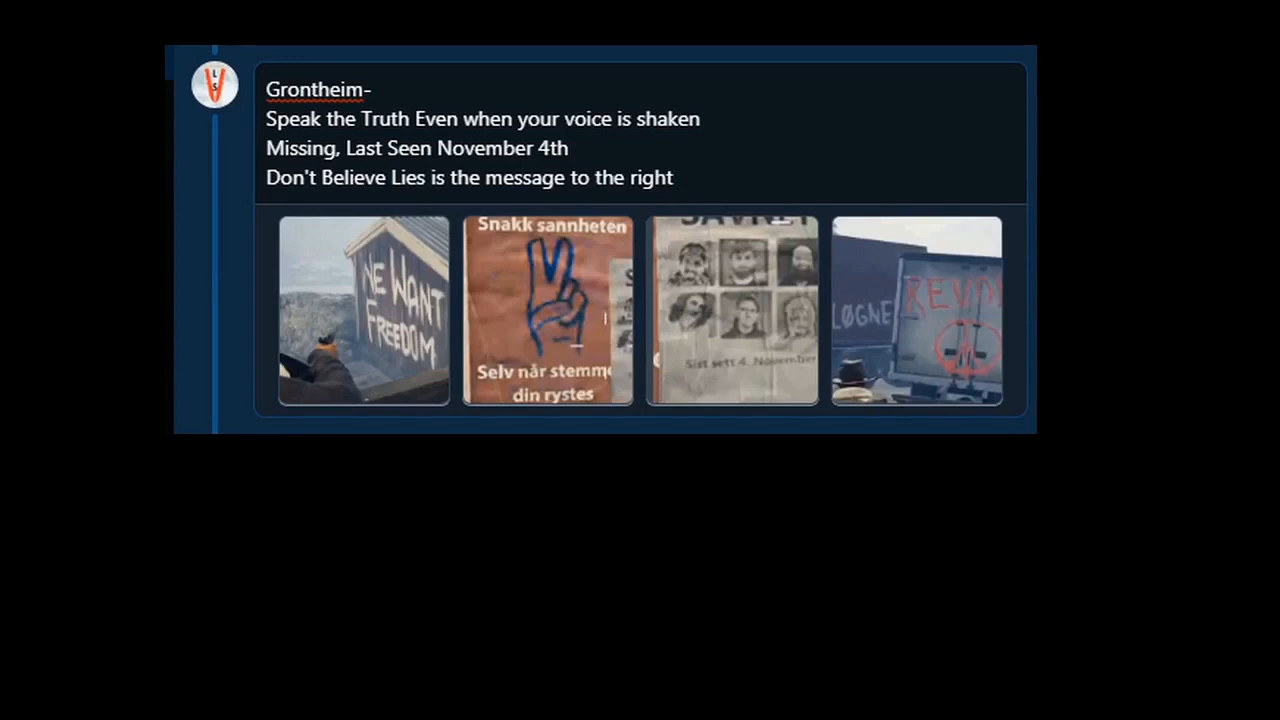 L
V
S
Grontheim-
Speak the Truth Even when your voice is shaken
Missing, Last Seen November 4th
Don't Believe Lies is the message to the right
WE WANT
FREEDOM
Snakk sannheten
Selv når stemme
din rystes
Sist sett 4. November
LØGNE
REVO